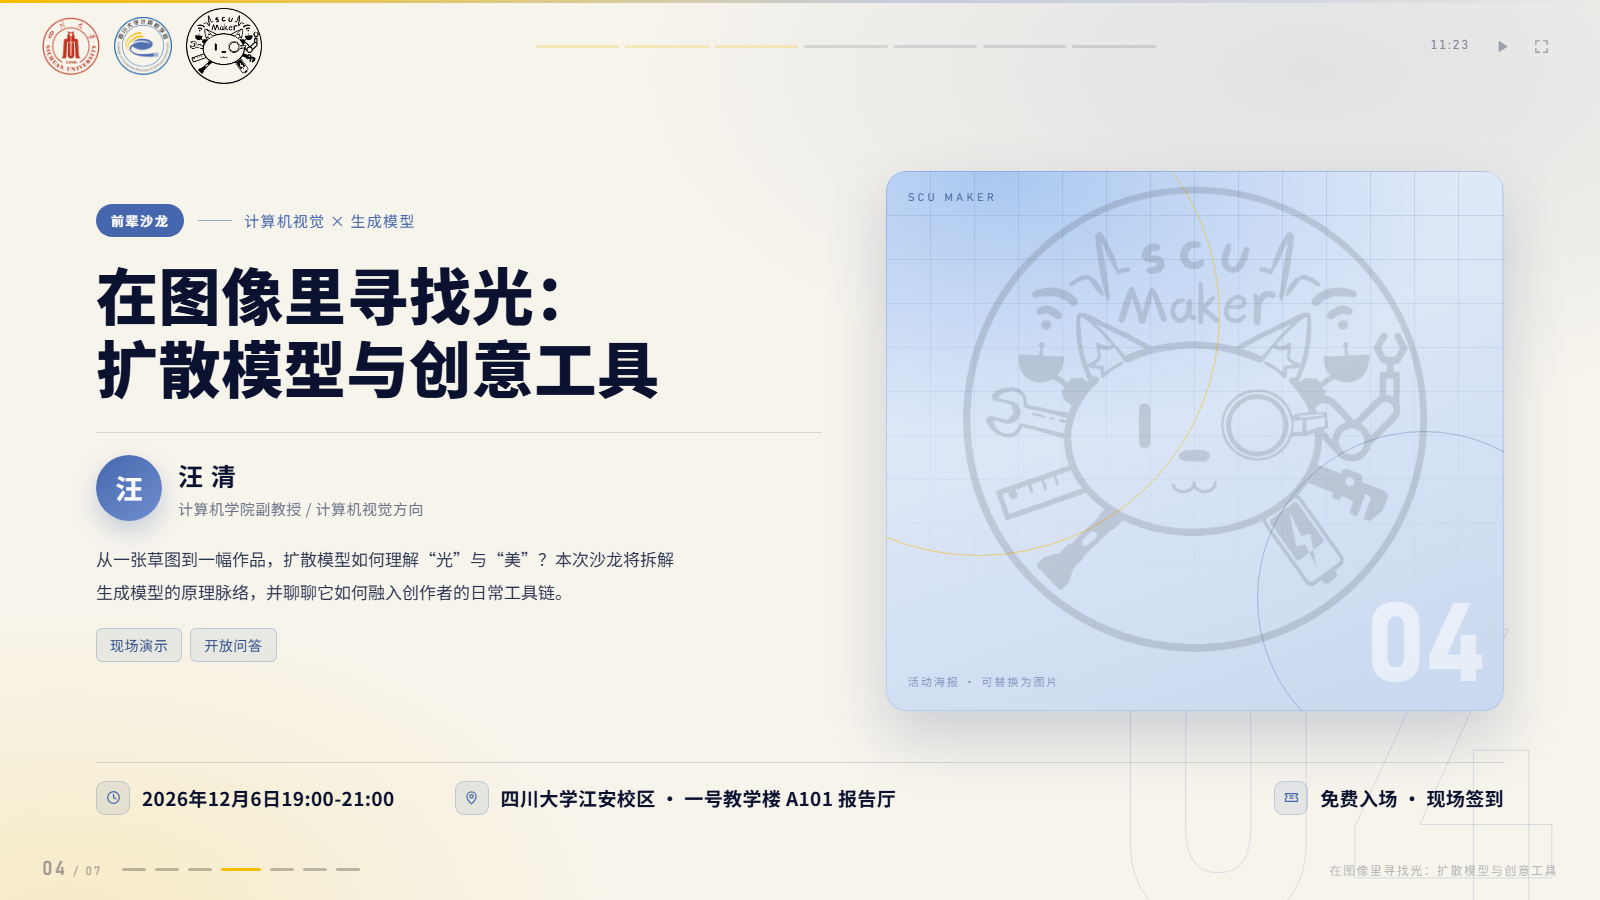 SICHUAN UNIVERSITY
SCU
Maker
11:23
前辈沙龙
计算机视觉 × 生成模型
在图像里寻找光：
扩散模型与创意工具
汪
汪 清
计算机学院副教授 / 计算机视觉方向
从一张草图到一幅作品，扩散模型如何理解“光”与“美”？本次沙龙将拆解
生成模型的原理脉络，并聊聊它如何融入创作者的日常工具链。
现场演示
开放问答
SCU MAKER
scu
Maker
04
活动海报 · 可替换为图片
2026年12月6日19:00-21:00
四川大学江安校区 · 一号教学楼 A101 报告厅
免费入场 · 现场签到
04 / 07
04
在图像里寻找光：扩散模型与创意工具